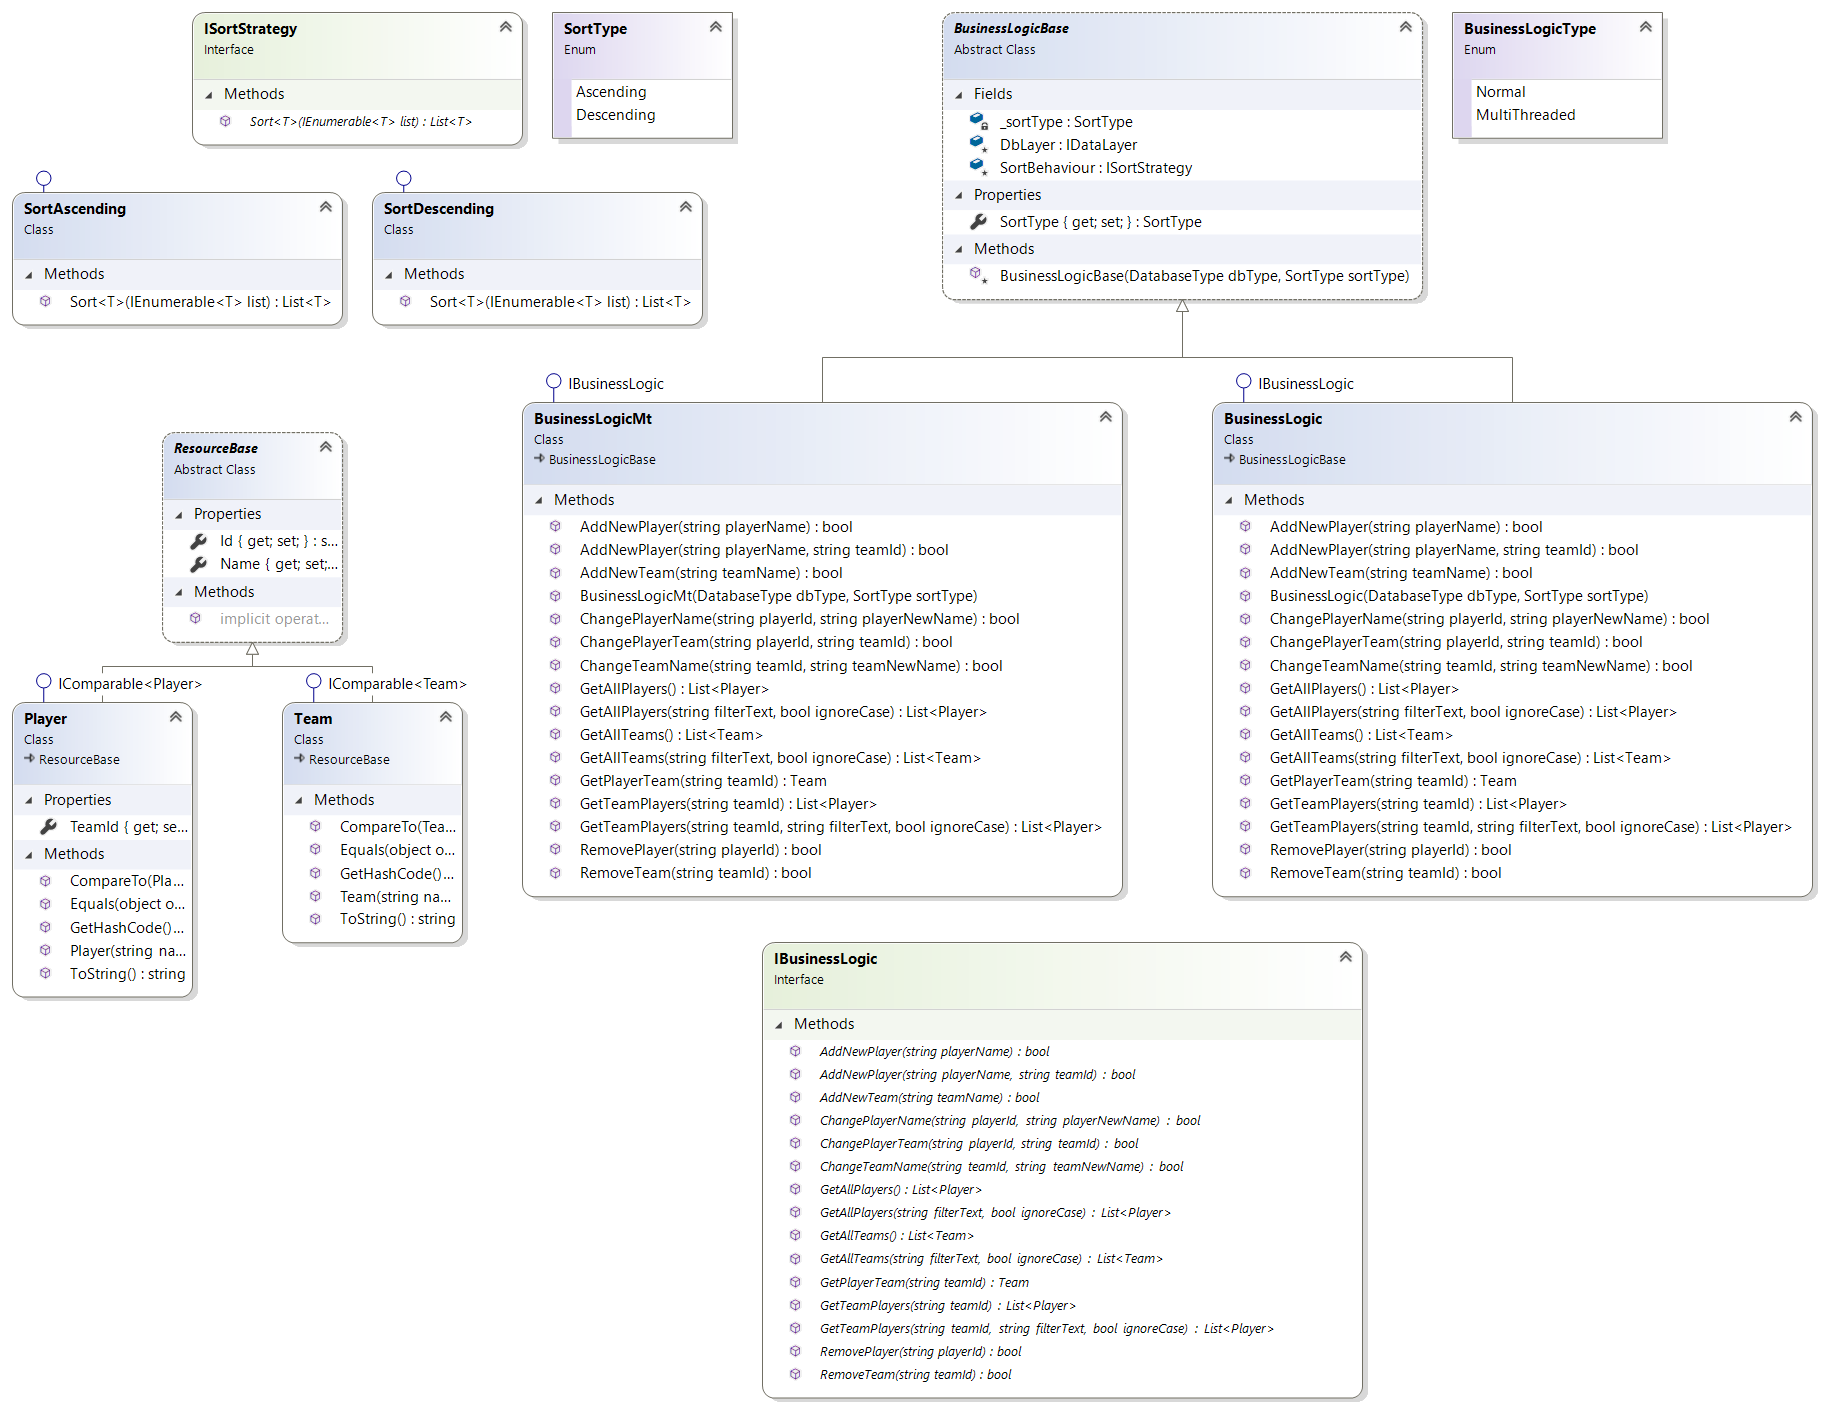 ISortStrategy
Interface
Methods
Sort<T>(IEnumerable<T> list) : List<T>
SortType
Enum
Ascending
Descending
BusinessLogicBase
Abstract Class
Fields
_sortType : SortType
DbLayer : IDataLayer
SortBehaviour : ISortStrategy
Properties
SortType { get; set; } : SortType
Methods
BusinessLogicBase(DatabaseType dbType, SortType sortType)
BusinessLogicType
Enum
Normal
MultiThreaded
SortAscending
Class
Methods
Sort<T>(IEnumerable<T> list) : List<T>
SortDescending
Class
Methods
Sort<T>(IEnumerable<T> list) : List<T>
ResourceBase
Abstract Class
Properties
Id { get; set; } : s...
Name { get; set;...
Methods
implicit operat...
IComparable<Player>
Player
Class
ResourceBase
Properties
TeamId { get; se...
Methods
CompareTo(Pla...
Equals(object o...
GetHashCode()...
Player(string na...
ToString() : string
IComparable<Team>
Team
Class
ResourceBase
Methods
CompareTo(Tea...
Equals(object o...
GetHashCode()...
Team(string na...
ToString() : string
IBusinessLogic
BusinessLogicMt
Class
BusinessLogicBase
Methods
AddNewPlayer(string playerName) : bool
AddNewPlayer(string playerName, string teamId) : bool
AddNewTeam(string teamName) : bool
BusinessLogicMt(DatabaseType dbType, SortType sortType)
ChangePlayerName(string playerId, string playerNewName) : bool
ChangePlayerTeam(string playerId, string teamId) : bool
ChangeTeamName(string teamId, string teamNewName) : bool
GetAllPlayers() : List<Player>
GetAllPlayers(string filterText, bool ignoreCase) : List<Player>
GetAllTeams() : List<Team>
GetAllTeams(string filterText, bool ignoreCase) : List<Team>
GetPlayerTeam(string teamId) : Team
GetTeamPlayers(string teamId) : List<Player>
GetTeamPlayers(string teamId, string filterText, bool ignoreCase) : List<Player>
RemovePlayer(string playerId) : bool
RemoveTeam(string teamId) : bool
IBusinessLogic
BusinessLogic
Class
BusinessLogicBase
Methods
AddNewPlayer(string playerName) : bool
AddNewPlayer(string playerName, string teamId) : bool
AddNewTeam(string teamName) : bool
BusinessLogic(DatabaseType dbType, SortType sortType)
ChangePlayerName(string playerId, string playerNewName) : bool
ChangePlayerTeam(string playerId, string teamId) : bool
ChangeTeamName(string teamId, string teamNewName) : bool
GetAllPlayers() : List<Player>
GetAllPlayers(string filterText, bool ignoreCase) : List<Player>
GetAllTeams() : List<Team>
GetAllTeams(string filterText, bool ignoreCase) : List<Team>
GetPlayerTeam(string teamId) : Team
GetTeamPlayers(string teamId) : List<Player>
GetTeamPlayers(string teamId, string filterText, bool ignoreCase) : List<Player>
RemovePlayer(string playerId) : bool
RemoveTeam(string teamId) : bool
IBusinessLogic
Interface
Methods
AddNewPlayer(string playerName) : bool
AddNewPlayer(string playerName, string teamId) : bool
AddNewTeam(string teamName) : bool
ChangePlayerName(string playerId, string playerNewName) : bool
ChangePlayerTeam(string playerId, string teamId) : bool
ChangeTeamName(string teamId, string teamNewName) : bool
GetAllPlayers() : List<Player>
GetAllPlayers(string filterText, bool ignoreCase) : List<Player>
GetAllTeams() : List<Team>
GetAllTeams(string filterText, bool ignoreCase) : List<Team>
GetPlayerTeam(string teamId) : Team
GetTeamPlayers(string teamId) : List<Player>
GetTeamPlayers(string teamId, string filterText, bool ignoreCase) : List<Player>
RemovePlayer(string playerId) : bool
RemoveTeam(string teamId) : bool